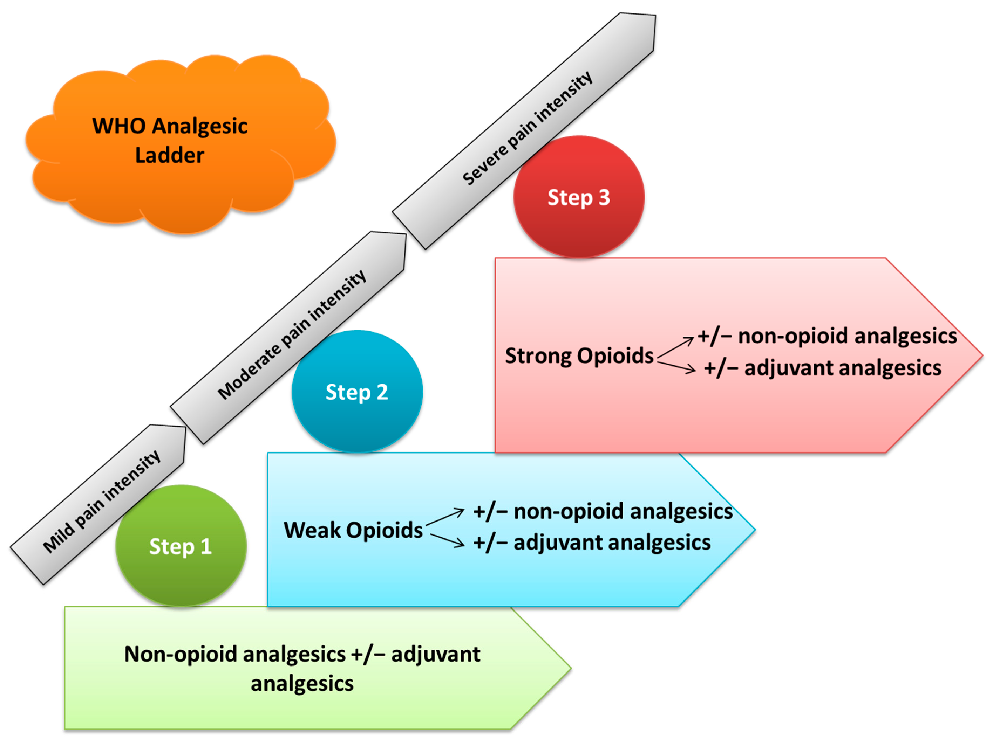 WHO Analgesic
Ladder
Severe pain intensity
Step 3
Strong Opioids
+/− non-opioid analgesics
+/− adjuvant analgesics
Moderate pain intensity
Step 2
Weak Opioids
+/− non-opioid analgesics
+/− adjuvant analgesics
Mild pain intensity
Step 1
Non-opioid analgesics +/− adjuvant
analgesics